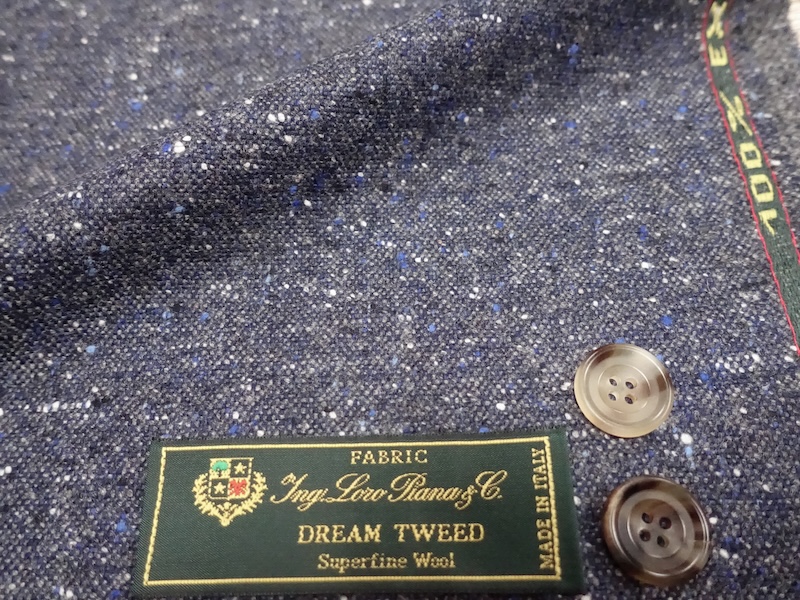 100% EX
FABRIC
Ing. Loro Piana & C.
DREAM TWEED
Superfine Wool
MADE IN ITALY